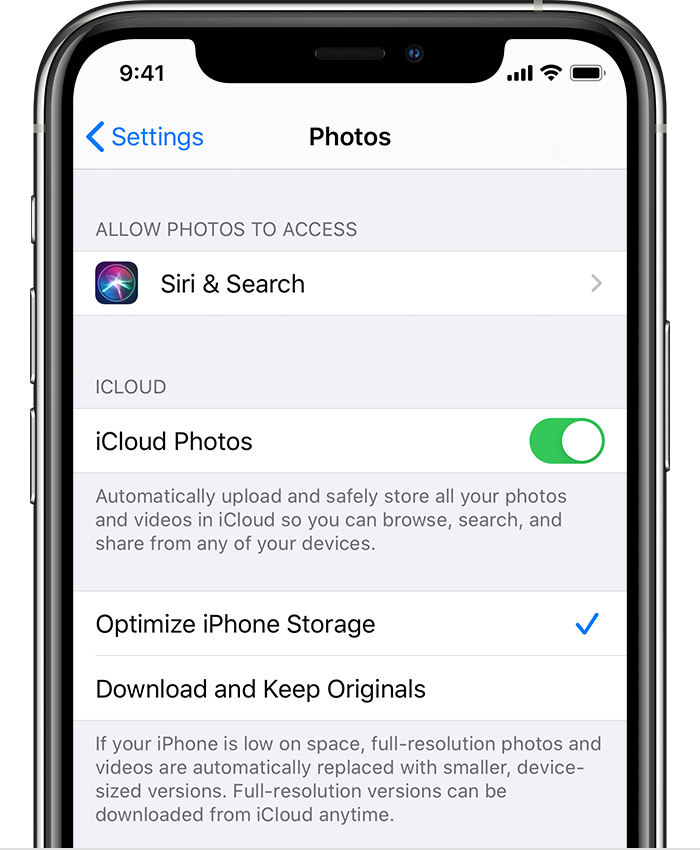 9:41
Settings
Photos
ALLOW PHOTOS TO ACCESS
Siri & Search
ICLOUD
iCloud Photos
Automatically upload and safely store all your photos
and videos in iCloud so you can browse, search, and
share from any of your devices.
Optimize iPhone Storage
Download and Keep Originals
If your iPhone is low on space, full-resolution photos and
videos are automatically replaced with smaller, device-
sized versions. Full-resolution versions can be
downloaded from iCloud anytime.